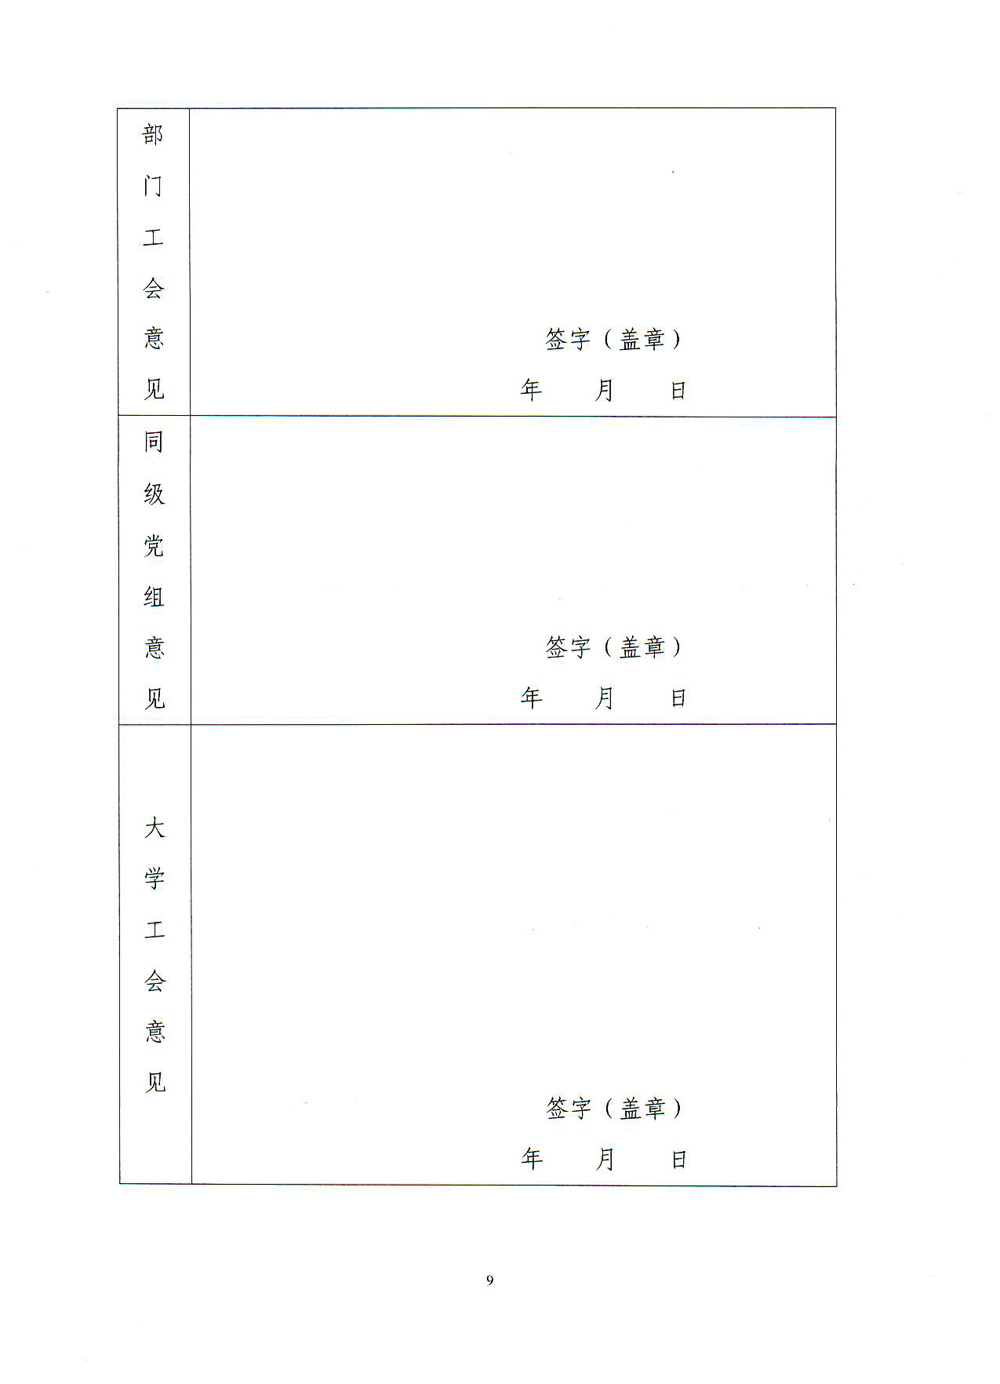 部门工会意见
签字（盖章）
年 月 日
同级党组意见
签字（盖章）
年 月 日
大学工会意见
签字（盖章）
年 月 日
9